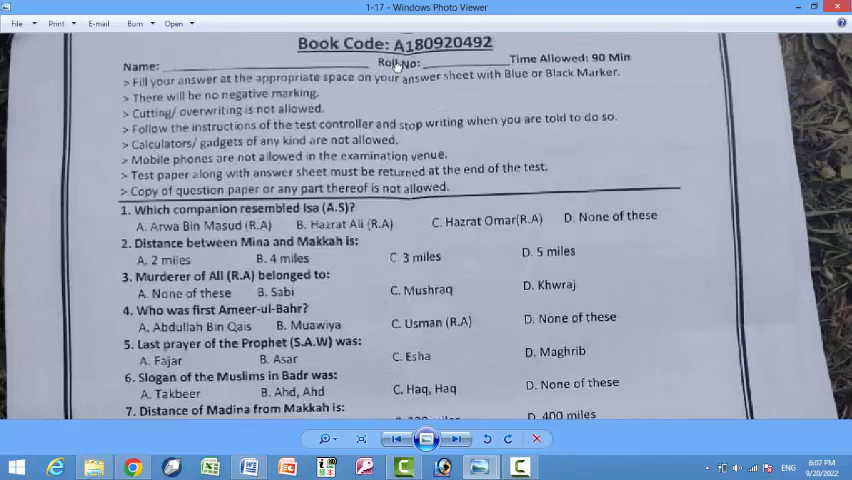 1-17 - Windows Photo Viewer
File Print E-mail Burn Open
Book Code: A180920492
Name: Roll No: Time Allowed: 90 Min
> Fill your answer at the appropriate space on your answer sheet with Blue or Black Marker.
> There will be no negative marking.
> Cutting/ overwriting is not allowed.
> Follow the instructions of the test controller and stop writing when you are told to do so.
> Calculators/ gadgets of any kind are not allowed.
> Mobile phones are not allowed in the examination venue.
> Test paper along with answer sheet must be returned at the end of the test.
> Copy of question paper or any part thereof is not allowed.
1. Which companion resembled Isa (A.S)?
A. Arwa Bin Masud (R.A) B. Hazrat Ali (R.A) C. Hazrat Omar(R.A) D. None of these
2. Distance between Mina and Makkah is:
A. 2 miles B. 4 miles C. 3 miles D. 5 miles
3. Murderer of Ali (R.A) belonged to:
A. None of these B. Sabi C. Mushraq D. Khwraj
4. Who was first Ameer-ul-Bahr?
A. Abdullah Bin Qais B. Muawiya C. Usman (R.A) D. None of these
5. Last prayer of the Prophet (S.A.W) was:
A. Fajar B. Asar C. Esha D. Maghrib
6. Slogan of the Muslims in Badr was:
A. Takbeer B. Ahd, Ahd C. Haq, Haq D. None of these
7. Distance of Madina from Makkah is:
D. 400 miles
ENG
6:07 PM
9/20/2022